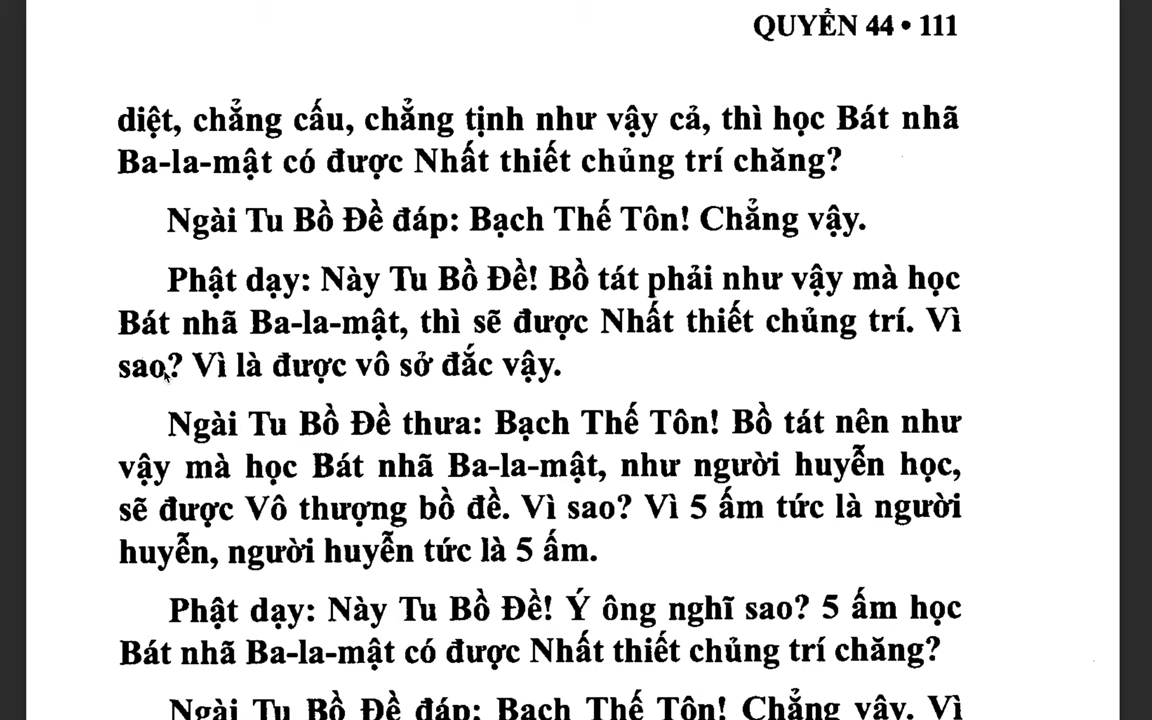 QUYỂN 44 • 111
diệt, chẳng cấu, chẳng tịnh như vậy cả, thì học Bát nhã
Ba-la-mật có được Nhất thiết chủng trí chăng?
Ngài Tu Bồ Đề đáp: Bạch Thế Tôn! Chẳng vậy.
Phật dạy: Này Tu Bồ Đề! Bồ tát phải như vậy mà học
Bát nhã Ba-la-mật, thì sẽ được Nhất thiết chủng trí. Vì
sao? Vì là được vô sở đắc vậy.
Ngài Tu Bồ Đề thưa: Bạch Thế Tôn! Bồ tát nên như
vậy mà học Bát nhã Ba-la-mật, như người huyễn học,
sẽ được Vô thượng bồ đề. Vì sao? Vì 5 ấm tức là người
huyễn, người huyễn tức là 5 ấm.
Phật dạy: Này Tu Bồ Đề! Ý ông nghĩ sao? 5 ấm học
Bát nhã Ba-la-mật có được Nhất thiết chủng trí chăng?
Ngài Tu Bồ Đề đáp: Bạch Thế Tôn! Chẳng vậy. Vì